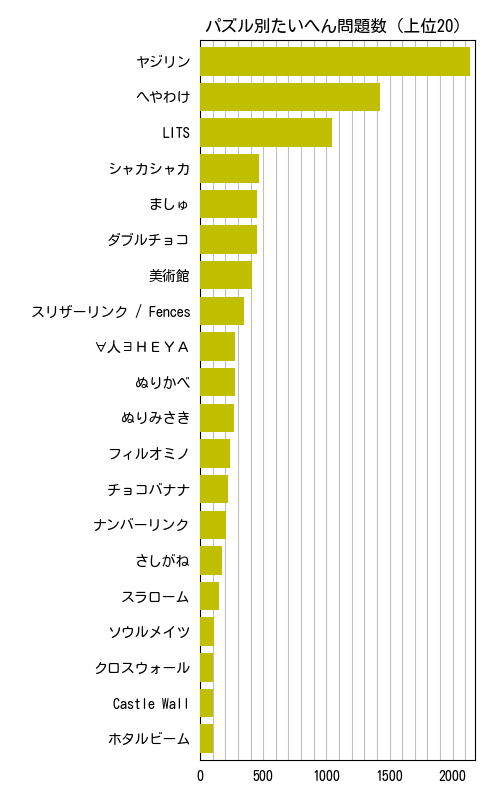 パズル別たいへん問題数 (上位20)
ヤジリン
へやわけ
LITS
シャカシャカ
ましゅ
ダブルチョコ
美術館
スリザーリンク / Fences
∀人∃ＨＥＹＡ
ぬりかべ
ぬりみさき
フィルオミノ
チョコバナナ
ナンバーリンク
さしがね
スラローム
ソウルメイツ
クロスウォール
Castle Wall
ホタルビーム
0 500 1000 1500 2000